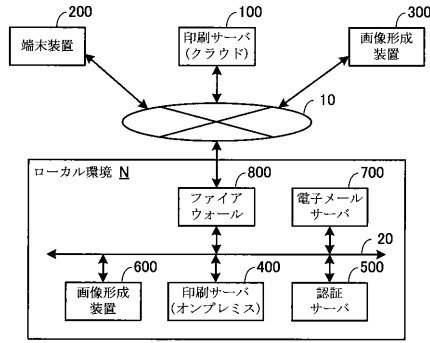 200
端末装置
100
印刷サーバ
(クラウド)
300
画像形成
装置
10
ローカル環境 N
800
ファイア
ウォール
700
電子メール
サーバ
20
600
画像形成
装置
400
印刷サーバ
(オンプレミス)
500
認証
サーバ